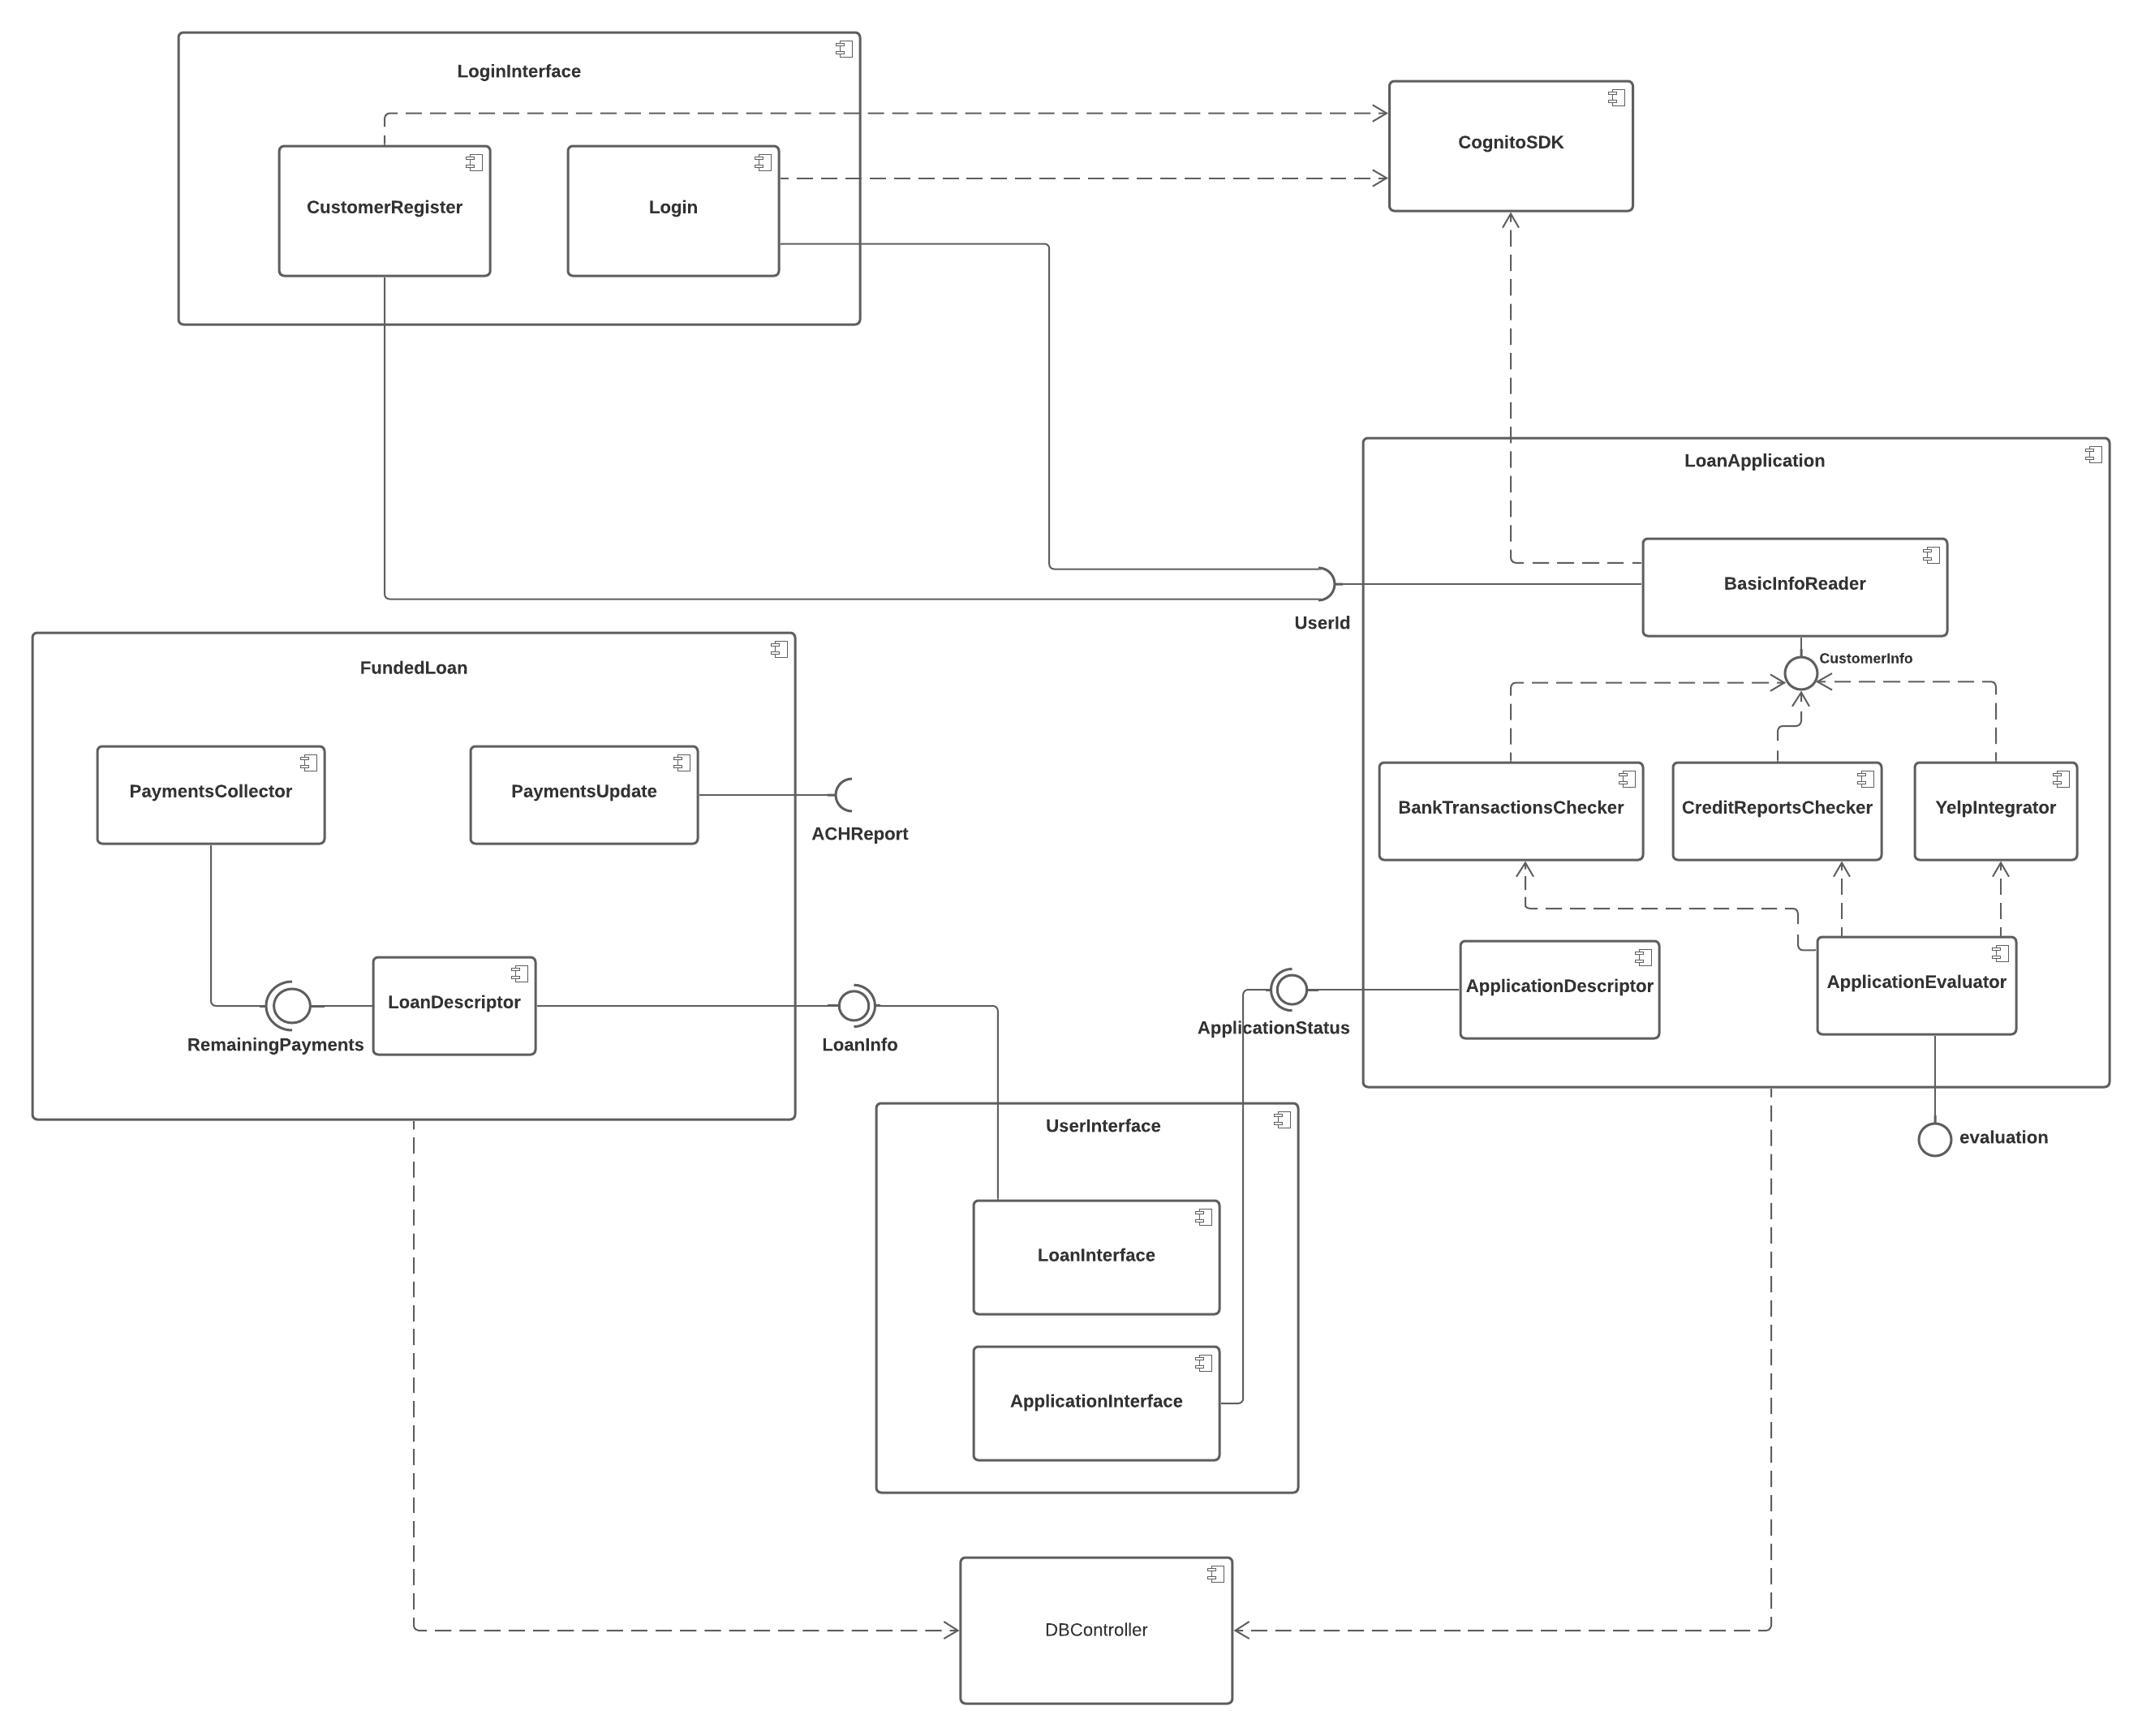 LoginInterface
CognitoSDK
CustomerRegister
Login
LoanApplication
BasicInfoReader
UserId
CustomerInfo
FundedLoan
PaymentsCollector
PaymentsUpdate
ACHReport
BankTransactionsChecker
CreditReportsChecker
YelpIntegrator
LoanDescriptor
ApplicationDescriptor
ApplicationEvaluator
RemainingPayments
LoanInfo
ApplicationStatus
UserInterface
evaluation
LoanInterface
ApplicationInterface
DBController